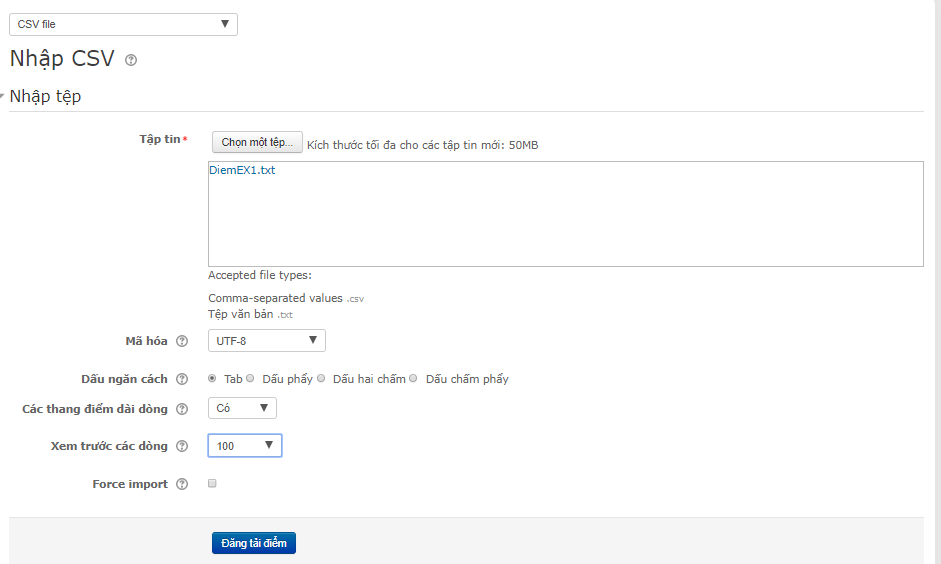 CSV file
Nhập CSV
Nhập tệp
Tập tin* Chọn một tệp... Kích thước tối đa cho các tập tin mới: 50MB
DiemEX1.txt
Accepted file types:
Comma-separated values .csv
Tệp văn bản .txt
Mã hóa UTF-8
Dấu ngăn cách Tab Dấu phẩy Dấu hai chấm Dấu chấm phẩy
Các thang điểm dài dòng Có
Xem trước các dòng 100
Force import
Đăng tải điểm